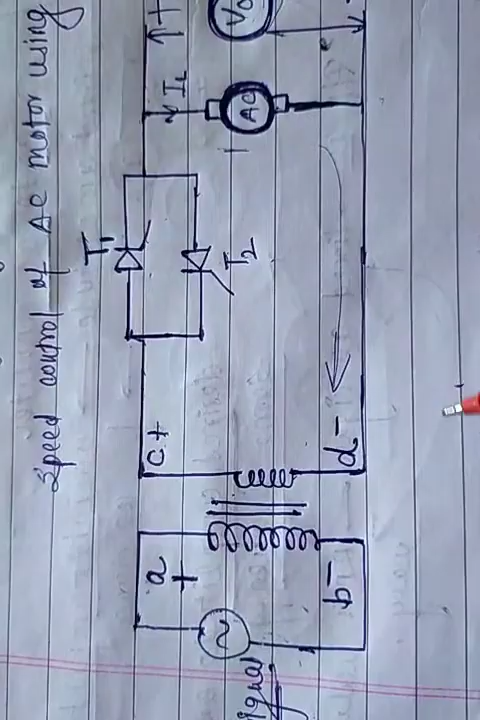 Speed control of AC motor using
T1
T2
IL
AC
Vo
+
-
c+
d-
a
+
b-